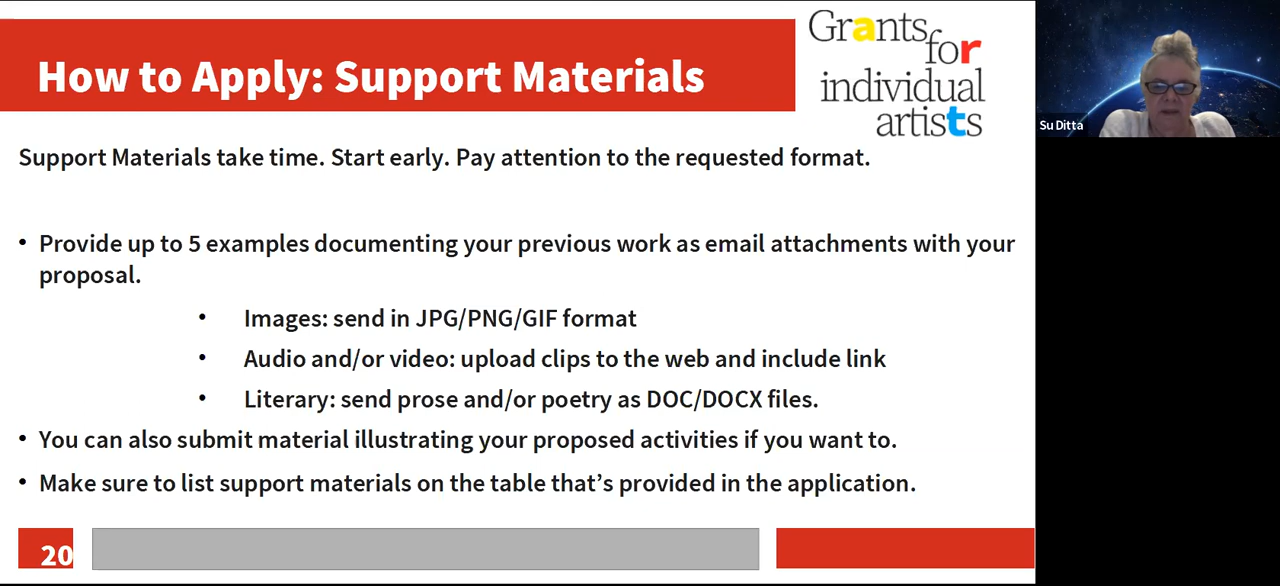 How to Apply: Support Materials
Grants
for
individual
artists
Su Ditta
Support Materials take time. Start early. Pay attention to the requested format.
• Provide up to 5 examples documenting your previous work as email attachments with your
proposal.
• Images: send in JPG/PNG/GIF format
• Audio and/or video: upload clips to the web and include link
• Literary: send prose and/or poetry as DOC/DOCX files.
• You can also submit material illustrating your proposed activities if you want to.
• Make sure to list support materials on the table that’s provided in the application.
20